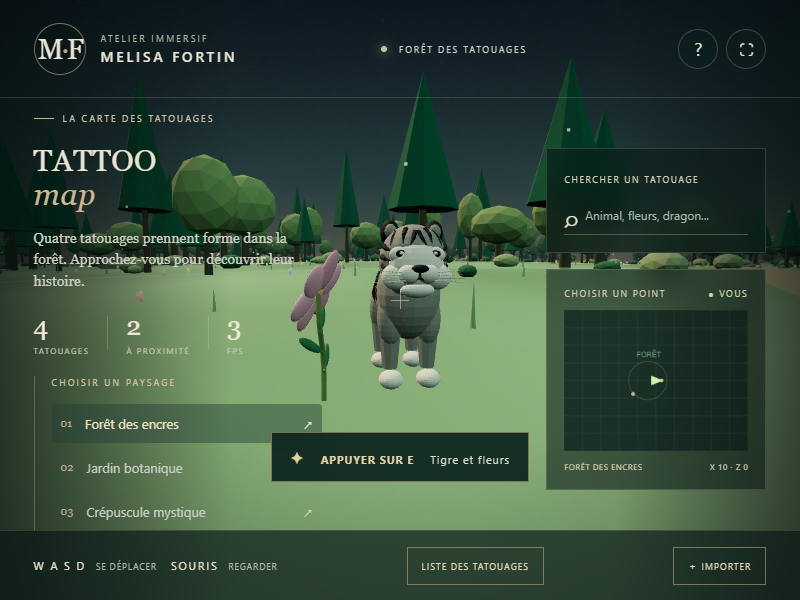 M·F
ATELIER IMMERSIF
MELISA FORTIN
FORÊT DES TATOUAGES
?
LA CARTE DES TATOUAGES
TATTOO
map
Quatre tatouages prennent forme dans la
forêt. Approchez-vous pour découvrir leur
histoire.
4
TATOUAGES
2
À PROXIMITÉ
3
FPS
CHOISIR UN PAYSAGE
01 Forêt des encres ↗
02 Jardin botanique
03 Crépuscule mystique ↗
CHERCHER UN TATOUAGE
Animal, fleurs, dragon...
CHOISIR UN POINT
VOUS
FORÊT
FORÊT DES ENCRES
X 10 · Z 0
✦ APPUYER SUR E Tigre et fleurs
W A S D SE DÉPLACER SOURIS REGARDER
LISTE DES TATOUAGES
+ IMPORTER